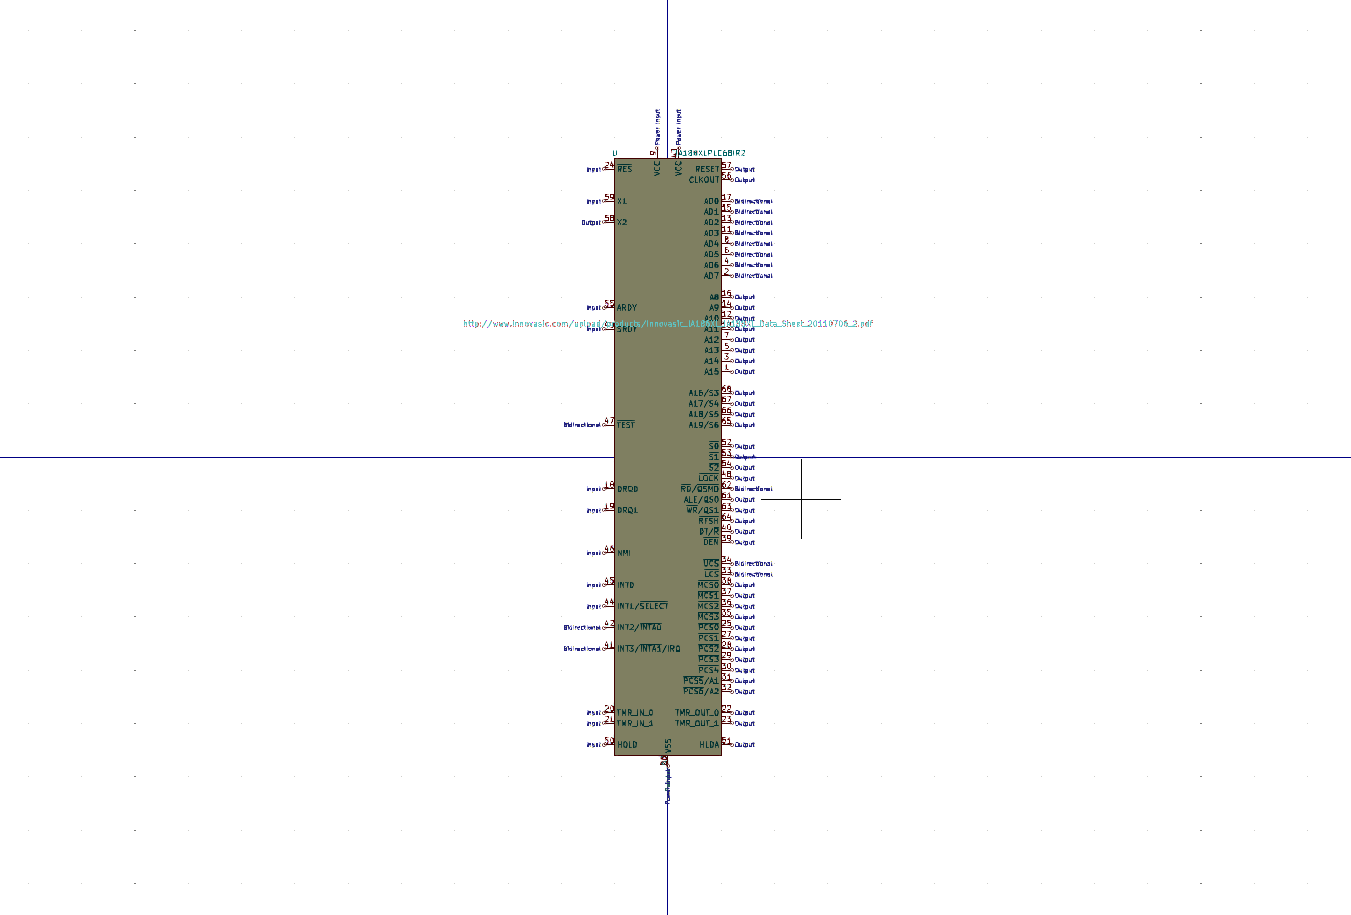 Power Input
Power Input
U
9
24 RES Input
VCC
VCC
RESET 57 Output
CLKOUT 56 Output
Input 59 X1
AD0 17 Bidirectional
AD1 15 Bidirectional
Output 58 X2
AD2 13 Bidirectional
AD3 11 Bidirectional
AD4 8 Bidirectional
AD5 6 Bidirectional
AD6 4 Bidirectional
AD7 2 Bidirectional
A8 16 Output
Input 55 ARDY
A9 14 Output
A10 12 Output
Input SRDY
A11 Output
A12 7 Output
A13 5 Output
A14 3 Output
A15 1 Output
A16/S3 68 Output
A17/S4 67 Output
A18/S5 66 Output
Bidirectional 47 TEST
A19/S6 65 Output
S0 52 Output
S1 53 Output
S2 54 Output
LOCK 48 Output
Input 18 DRQ0
RD/QSMD 62 Bidirectional
ALE/QS0 61 Output
Input 19 DRQ1
WR/QS1 63 Output
RFSH 64 Output
DT/R 40 Output
DEN 39 Output
Input 46 NMI
UCS 34 Bidirectional
LCS 33 Bidirectional
Input 45 INT0
MCS0 38 Output
MCS1 37 Output
Input 44 INT1/SELECT
MCS2 36 Output
MCS3 35 Output
Bidirectional 42 INT2/INTA0
PCS0 25 Output
PCS1 27 Output
Bidirectional 41 INT3/INTA1/IRQ
PCS2 28 Output
PCS3 29 Output
PCS4 30 Output
PCS5/A1 31 Output
PCS6/A2 32 Output
Input 20 TMR_IN_0
TMR_OUT_0 22 Output
Input 21 TMR_IN_1
TMR_OUT_1 23 Output
Input 50 HOLD
VSS
HLDA 51 Output